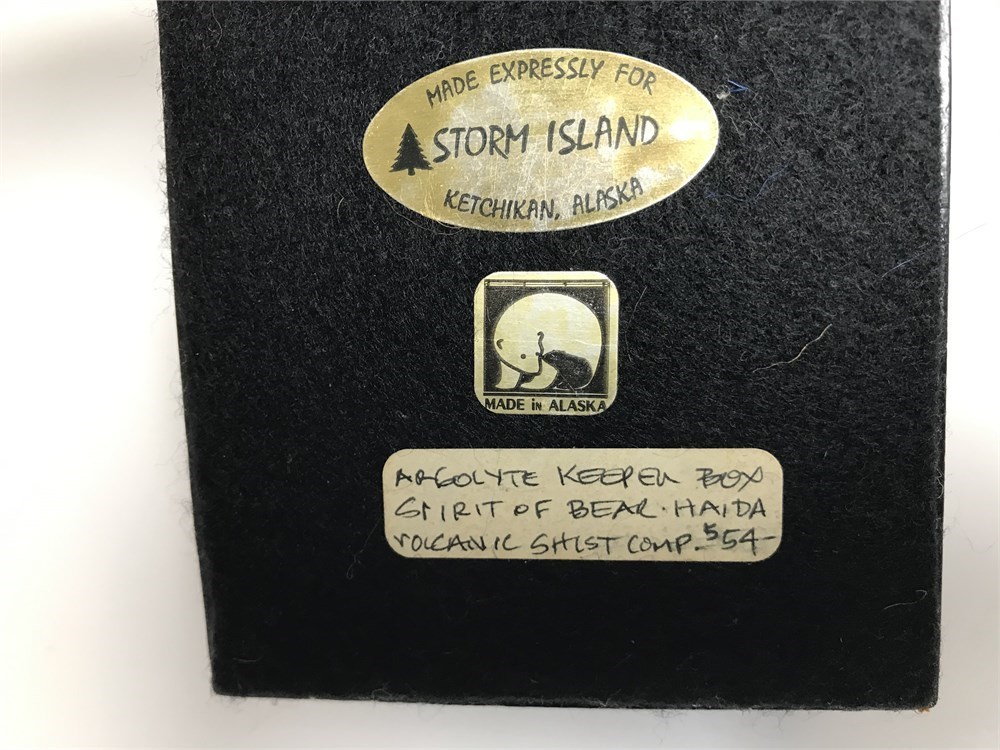 MADE EXPRESSLY FOR
STORM ISLAND
KETCHIKAN, ALASKA
MADE iN ALASKA
ARGOLYTE KEEPER BOX
SPIRIT OF BEAR · HAIDA
VOLCANIC SHIST COMP. $54-